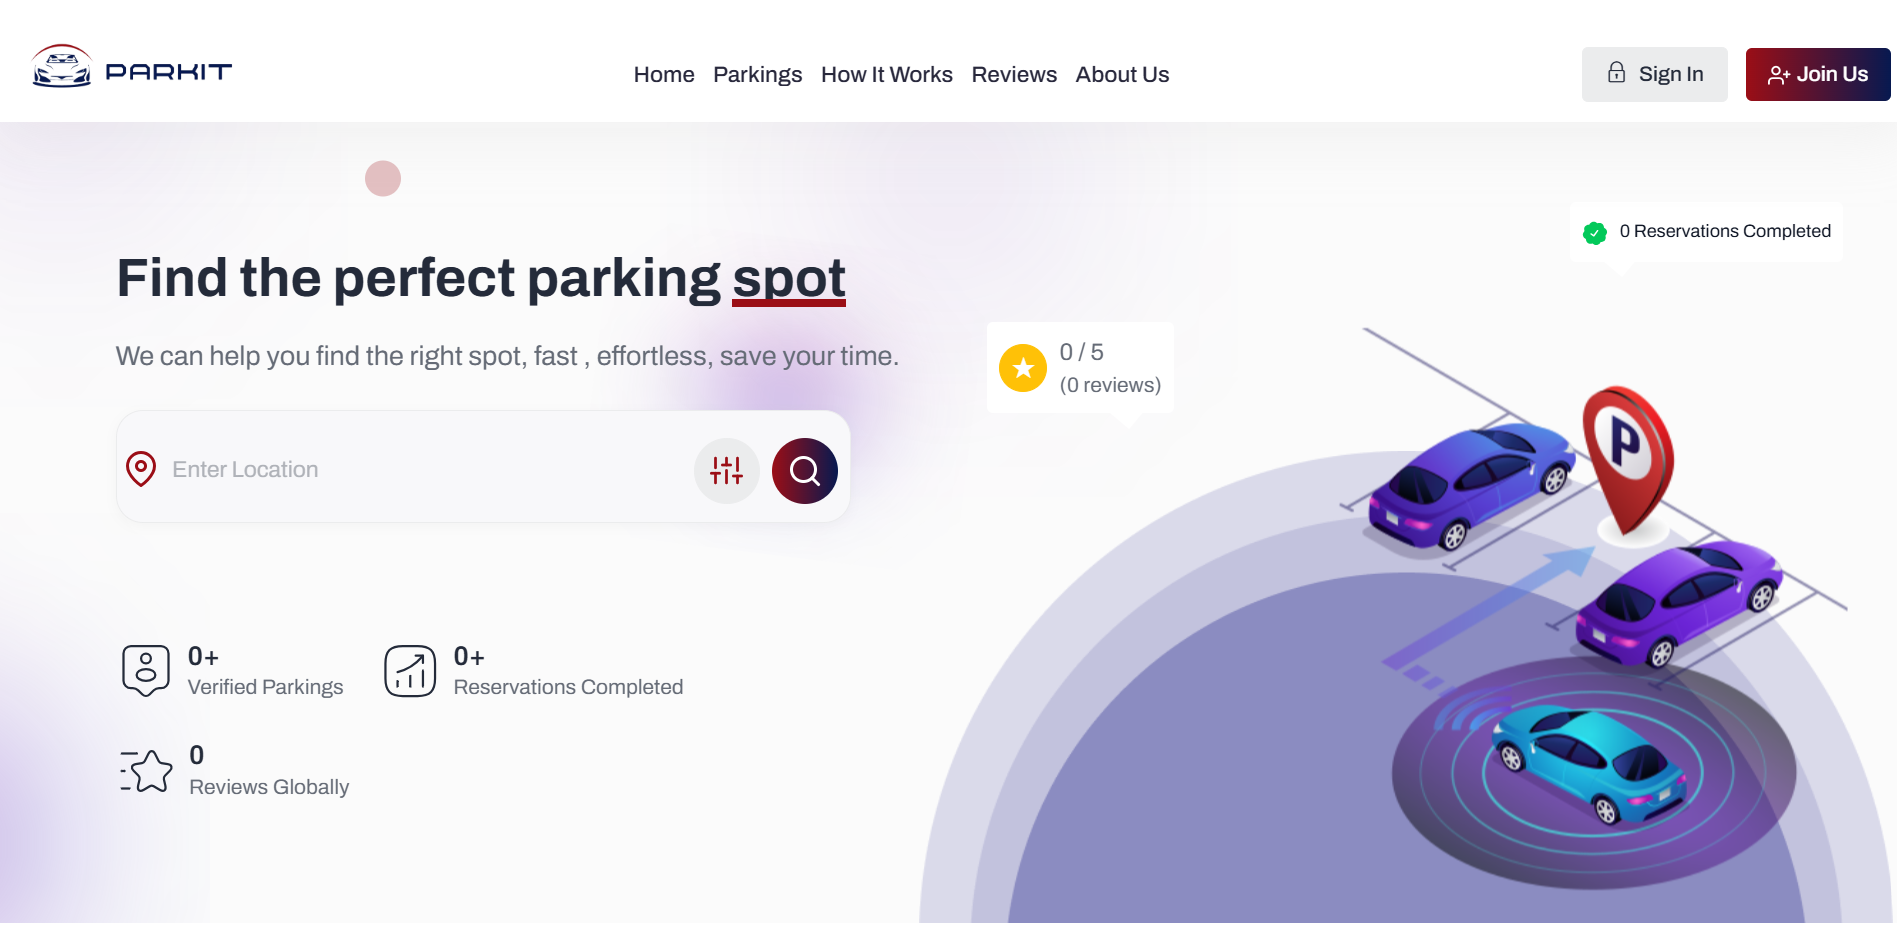 PARKIT
Home Parkings How It Works Reviews About Us
Sign In
Join Us
0 Reservations Completed
Find the perfect parking spot
We can help you find the right spot, fast , effortless, save your time.
0 / 5
(0 reviews)
Enter Location
P
0+
Verified Parkings
0+
Reservations Completed
0
Reviews Globally